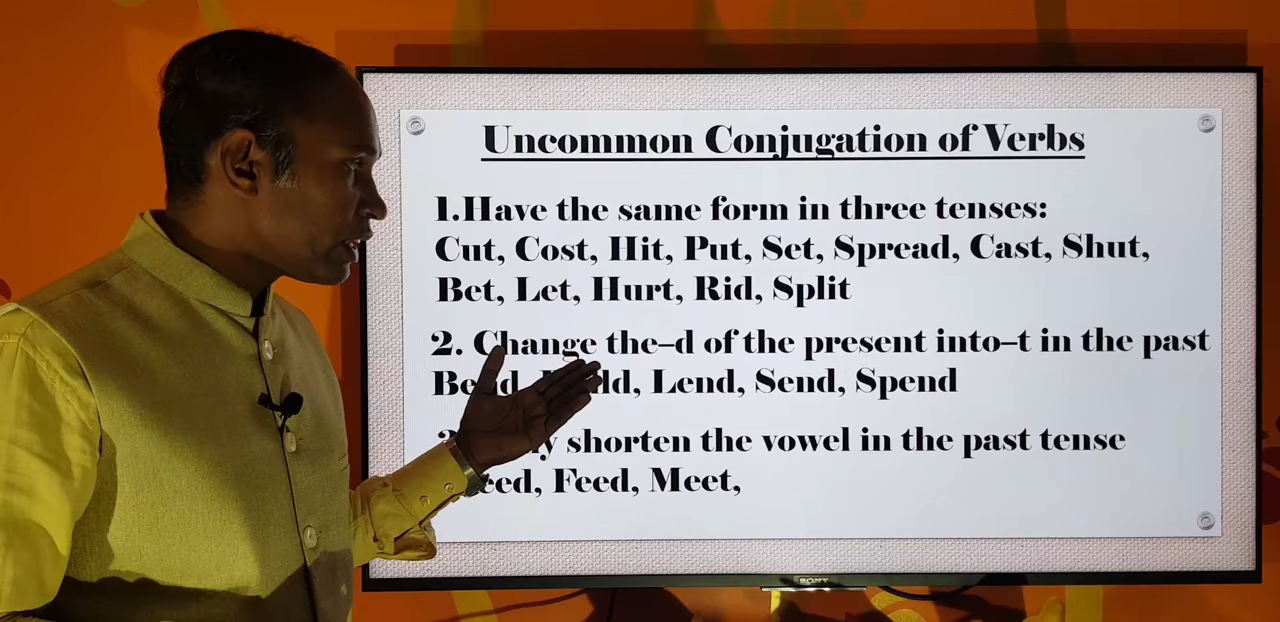 Uncommon Conjugation of Verbs
1.Have the same form in three tenses:
Cut, Cost, Hit, Put, Set, Spread, Cast, Shut,
Bet, Let, Hurt, Rid, Split
2. Change the–d of the present into–t in the past
Lend, Send, Spend
shorten the vowel in the past tense
Feed, Meet,
SONY